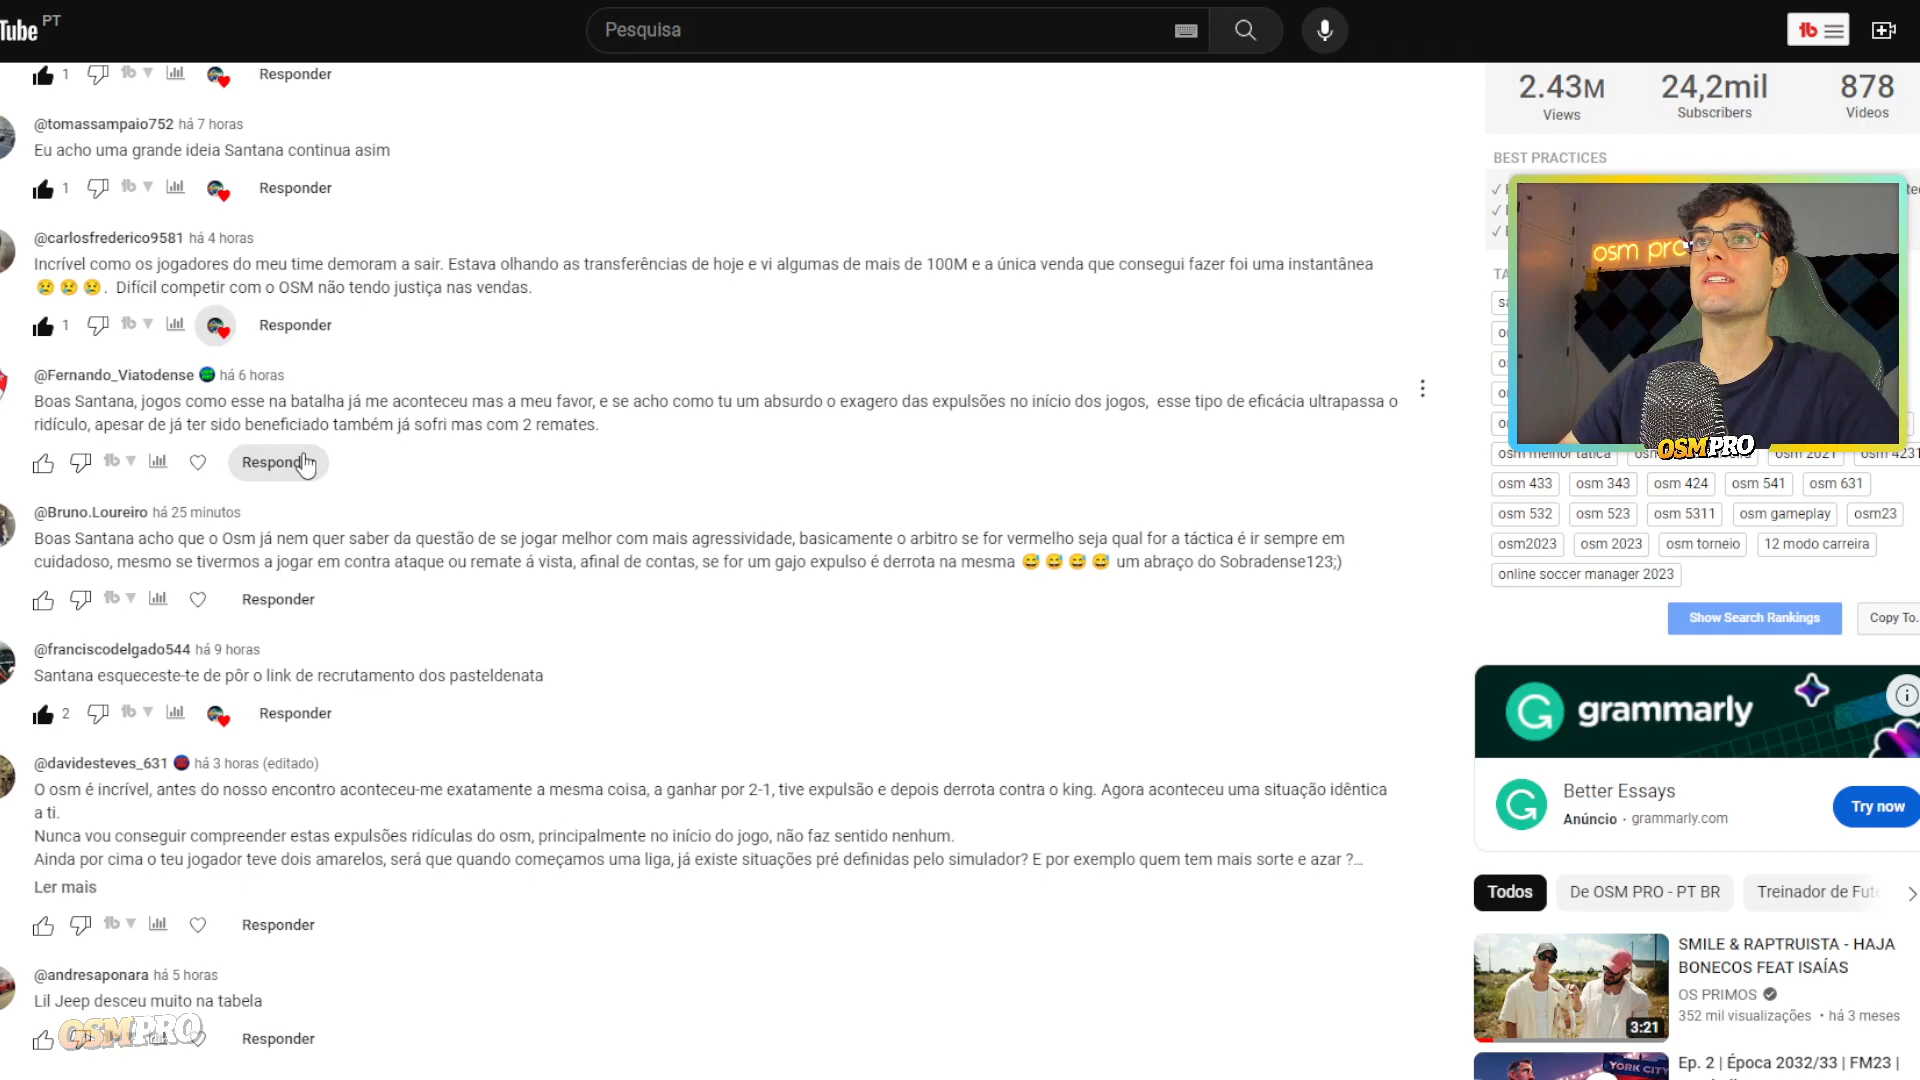 Tube PT
Pesquisa
1 Responder
@tomassampaio752 há 7 horas
Eu acho uma grande ideia Santana continua asim
1 Responder
@carlosfrederico9581 há 4 horas
Incrível como os jogadores do meu time demoram a sair. Estava olhando as transferências de hoje e vi algumas de mais de 100M e a única venda que consegui fazer foi uma instantânea
😢 😢 😢. Difícil competir com o OSM não tendo justiça nas vendas.
1 Responder
@Fernando_Viatodense há 6 horas
Boas Santana, jogos como esse na batalha já me aconteceu mas a meu favor, e se acho como tu um absurdo o exagero das expulsões no início dos jogos, esse tipo de eficácia ultrapassa o
ridículo, apesar de já ter sido beneficiado também já sofri mas com 2 remates.
Responder
@Bruno.Loureiro há 25 minutos
Boas Santana acho que o Osm já nem quer saber da questão de se jogar melhor com mais agressividade, basicamente o arbitro se for vermelho seja qual for a táctica é ir sempre em
cuidadoso, mesmo se tivermos a jogar em contra ataque ou remate á vista, afinal de contas, se for um gajo expulso é derrota na mesma 😅 😅 😅 😅 um abraço do Sobradense123;)
Responder
@franciscodelgado544 há 9 horas
Santana esqueceste-te de pôr o link de recrutamento dos pasteldenata
2 Responder
@davidesteves_631 há 3 horas (editado)
O osm é incrível, antes do nosso encontro aconteceu-me exatamente a mesma coisa, a ganhar por 2-1, tive expulsão e depois derrota contra o king. Agora aconteceu uma situação idêntica
a ti.
Nunca vou conseguir compreender estas expulsões ridículas do osm, principalmente no início do jogo, não faz sentido nenhum.
Ainda por cima o teu jogador teve dois amarelos, será que quando começamos uma liga, já existe situações pré definidas pelo simulador? E por exemplo quem tem mais sorte e azar ?...
Ler mais
Responder
@andresaponara há 5 horas
Lil Jeep desceu muito na tabela
Responder
OSMPRO
2.43M 24,2mil 878
Views Subscribers Videos
BEST PRACTICES
osm pro
OSMPRO
osm melhor tatica osm 2021 osm 4231
osm 433 osm 343 osm 424 osm 541 osm 631
osm 532 osm 523 osm 5311 osm gameplay osm23
osm2023 osm 2023 osm torneio 12 modo carreira
online soccer manager 2023
Show Search Rankings Copy To.
grammarly
Better Essays
Anúncio · grammarly.com
Try now
Todos De OSM PRO - PT BR Treinador de Fute
SMILE & RAPTRUISTA - HAJA
BONECOS FEAT ISAÍAS
OS PRIMOS
352 mil visualizações • há 3 meses
3:21
YORK CITY
Ep. 2 | Época 2032/33 | FM23 |